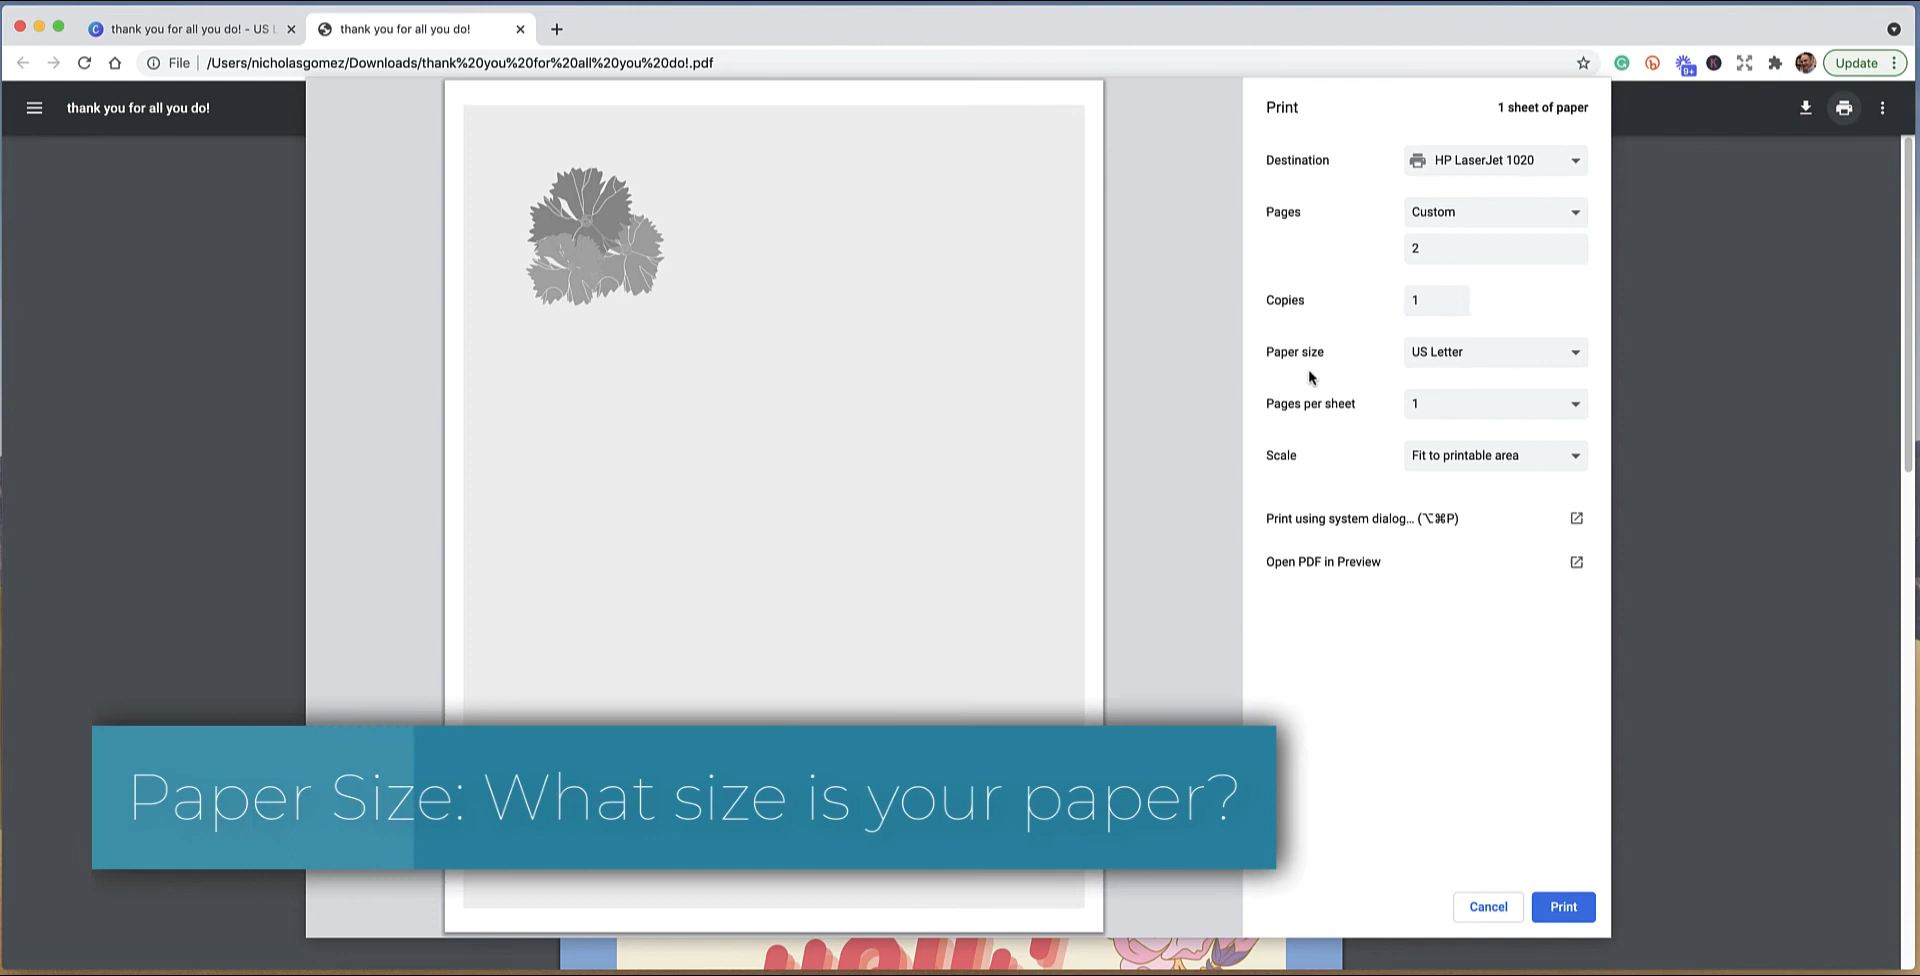 thank you for all you do! - US L
thank you for all you do!
File
/Users/nicholasgomez/Downloads/thank%20you%20for%20all%20you%20do!.pdf
9+
K
Update
thank you for all you do!
Print
1 sheet of paper
Destination
HP LaserJet 1020
Pages
Custom
2
Copies
1
Paper size
US Letter
Pages per sheet
1
Scale
Fit to printable area
Print using system dialog... (⌥⌘P)
Open PDF in Preview
Paper Size: What size is your paper?
Cancel
Print